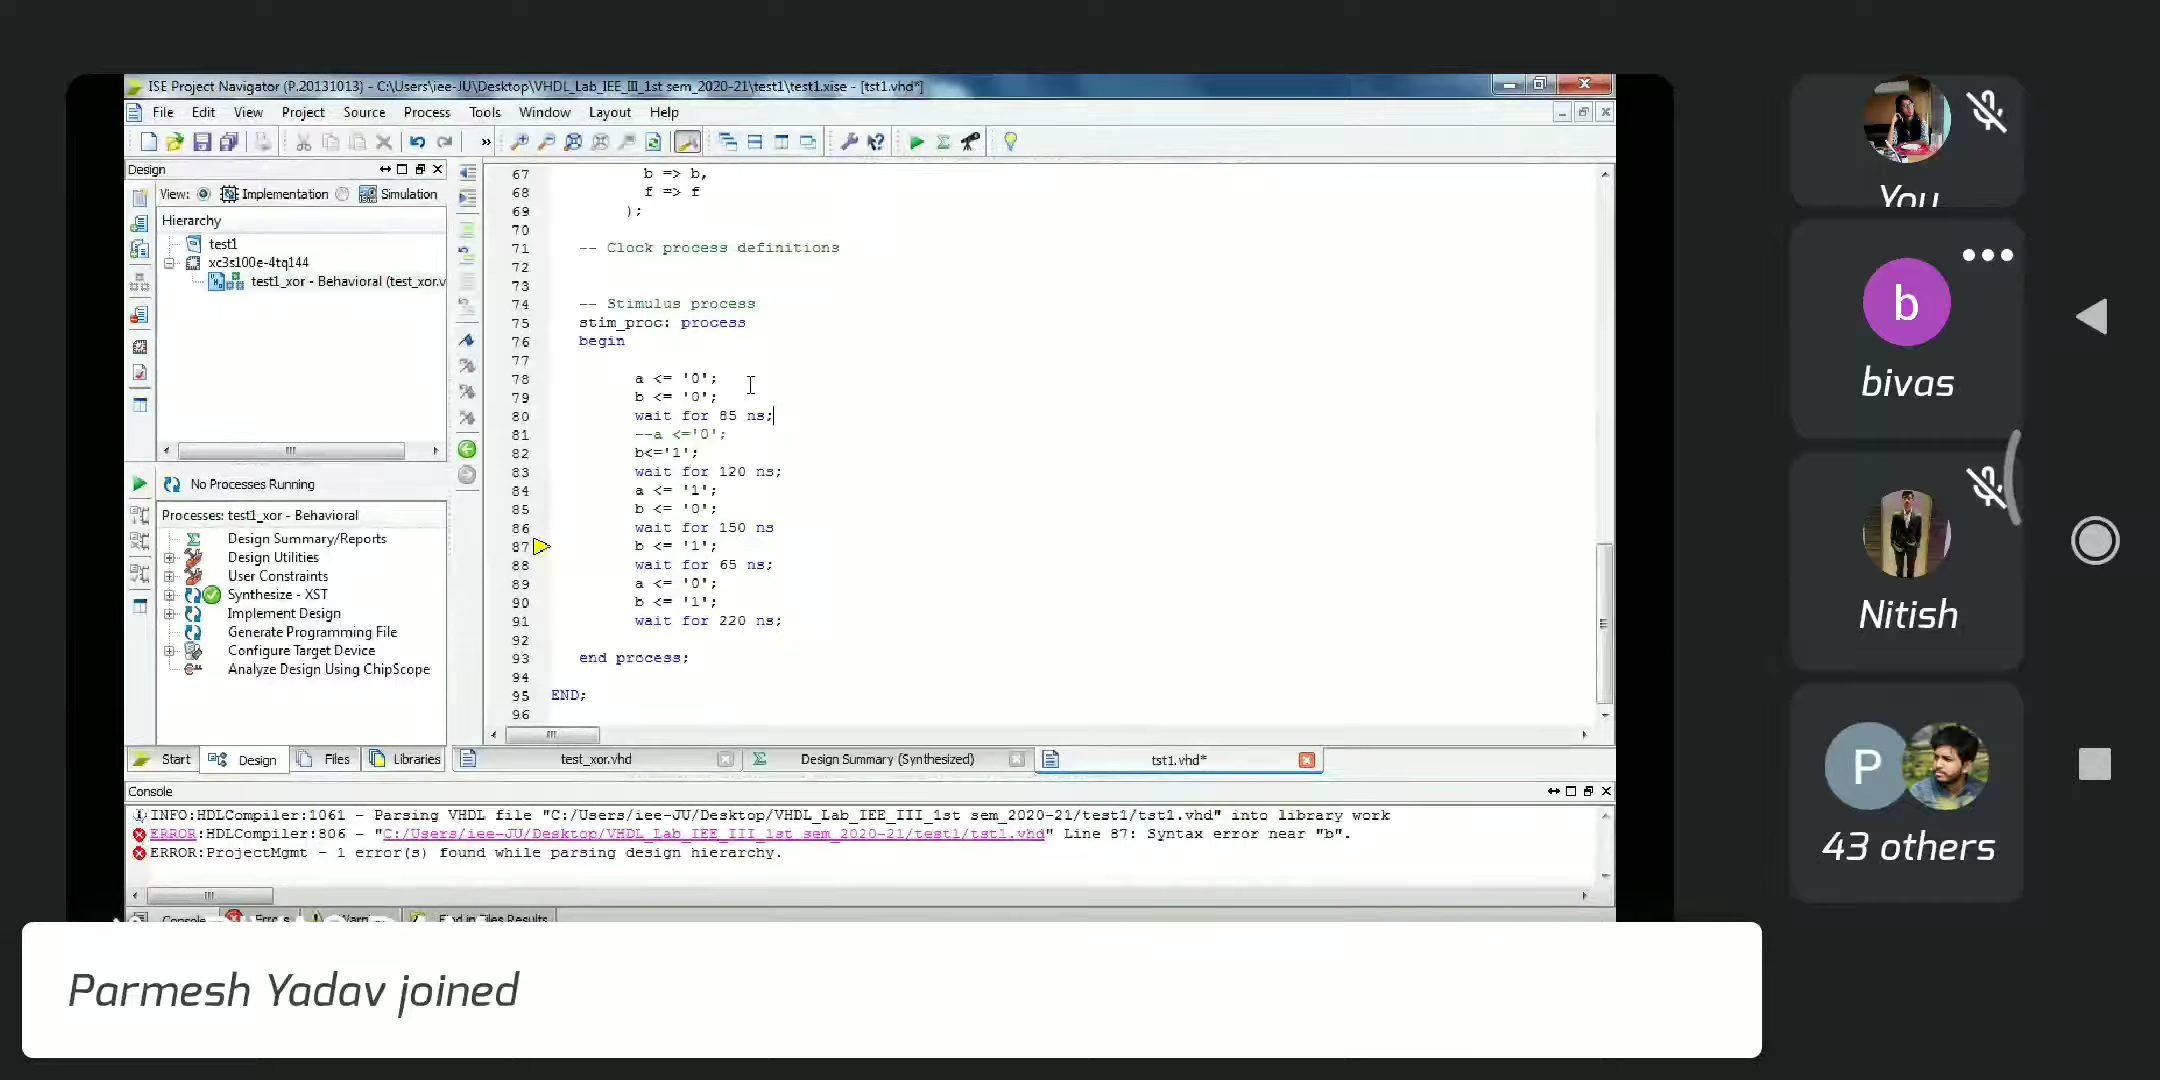 ISE Project Navigator (P.20131013) - C:\Users\iee-JU\Desktop\VHDL_Lab_IEE_III_1st sem_2020-21\test1\test1.xise - [tst1.vhd*]
File Edit View Project Source Process Tools Window Layout Help
»
Design
View: Implementation Simulation
Hierarchy
test1
xc3s100e-4tq144
test1_xor - Behavioral (test_xor.v
No Processes Running
Processes: test1_xor - Behavioral
Design Summary/Reports
Design Utilities
User Constraints
Synthesize - XST
Implement Design
Generate Programming File
Configure Target Device
Analyze Design Using ChipScope
Start Design Files Libraries
67 b => b,
68 f => f
69 );
70
71 -- Clock process definitions
72
73
74 -- Stimulus process
75 stim_proc: process
76 begin
77
78 a <= '0';
79 b <= '0';
80 wait for 85 ns;
81 --a <='0';
82 b<='1';
83 wait for 120 ns;
84 a <= '1';
85 b <= '0';
86 wait for 150 ns
87 b <= '1';
88 wait for 65 ns;
89 a <= '0';
90 b <= '1';
91 wait for 220 ns;
92
93 end process;
94
95 END;
96
test_xor.vhd Design Summary (Synthesized) tst1.vhd*
Console
INFO:HDLCompiler:1061 - Parsing VHDL file "C:/Users/iee-JU/Desktop/VHDL_Lab_IEE_III_1st sem_2020-21/test1/tst1.vhd" into library work
ERROR:HDLCompiler:806 - "C:/Users/iee-JU/Desktop/VHDL_Lab_IEE_III_1st sem_2020-21/test1/tst1.vhd" Line 87: Syntax error near "b".
ERROR:ProjectMgmt - 1 error(s) found while parsing design hierarchy.
Console Errors Find in Files Results
Parmesh Yadav joined
You
b
bivas
Nitish
P
43 others